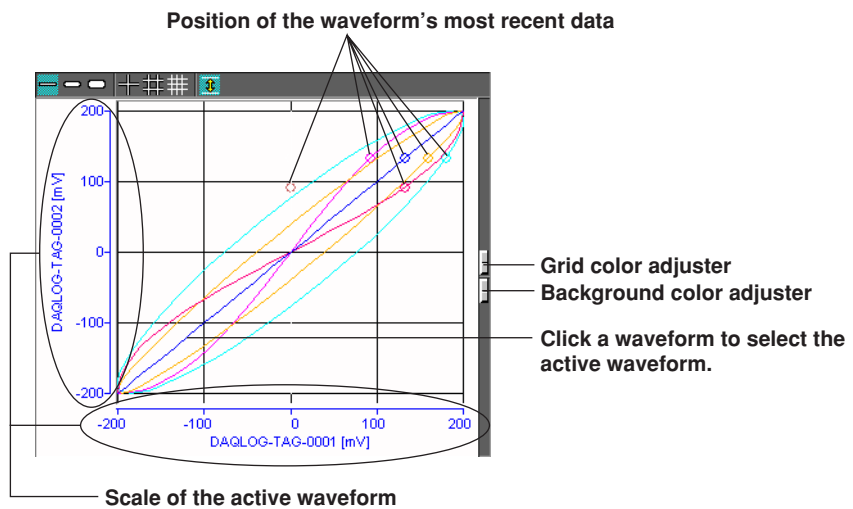 Position of the waveform's most recent data
200
100
0
-100
-200
DAQLOG-TAG-0002 [mV]
-200
-100
0
100
200
DAQLOG-TAG-0001 [mV]
Grid color adjuster
Background color adjuster
Click a waveform to select the
active waveform.
Scale of the active waveform